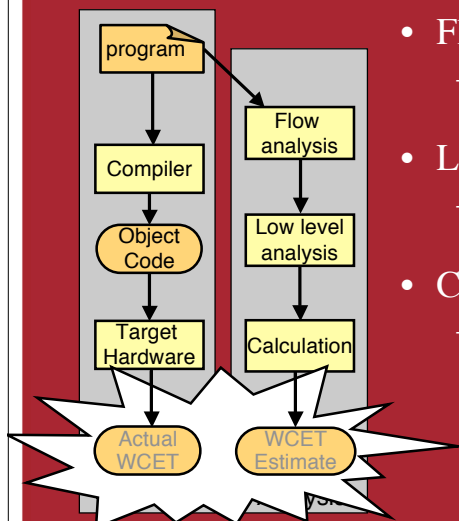 program
Compiler
Object
Code
Target
Hardware
Actual
WCET
Flow
analysis
Low level
analysis
Calculation
WCET
Estimate
• F
• L
• C